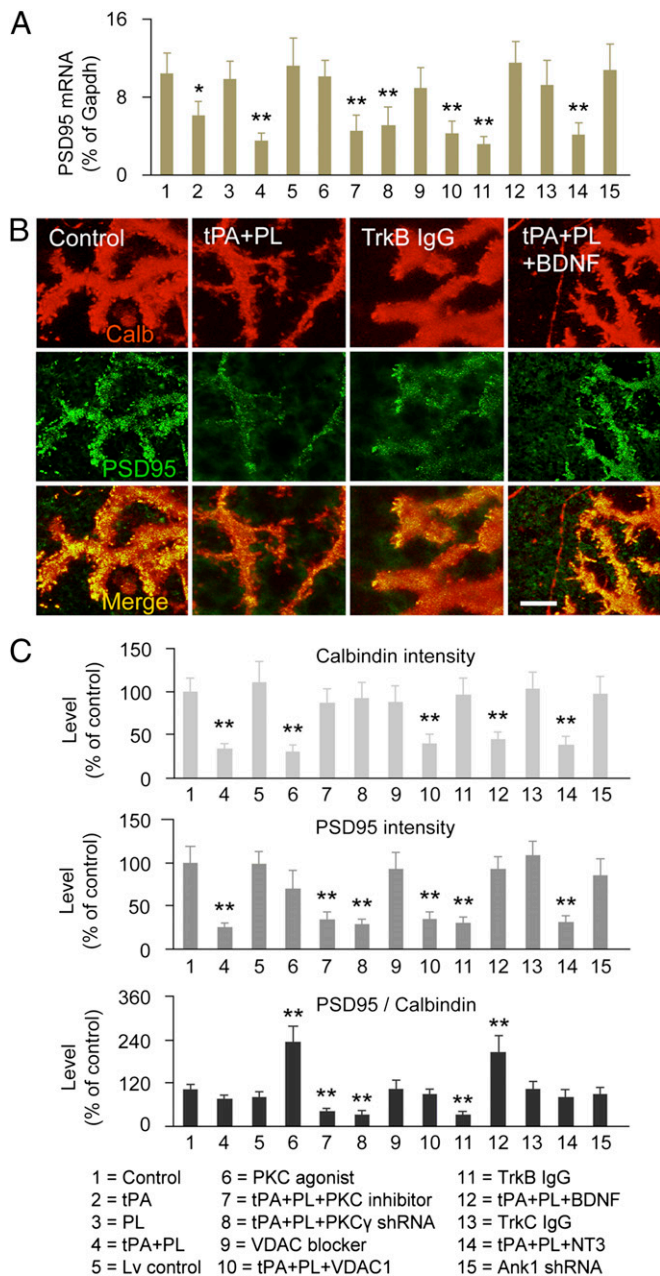 A
PSD95 mRNA
(% of Gapdh)
16
8
0
* ** ** ** ** ** **
1 2 3 4 5 6 7 8 9 10 11 12 13 14 15
B
Control tPA+PL TrkB IgG tPA+PL
+BDNF
Calb
PSD95
Merge
C
Calbindin intensity
Level
(% of control)
150
100
50
0
** ** ** ** **
1 4 5 6 7 8 9 10 11 12 13 14 15
PSD95 intensity
Level
(% of control)
150
100
50
0
** ** ** ** ** **
1 4 5 6 7 8 9 10 11 12 13 14 15
PSD95 / Calbindin
Level
(% of control)
360
240
120
0
** ** ** ** **
1 4 5 6 7 8 9 10 11 12 13 14 15
1 = Control
2 = tPA
3 = PL
4 = tPA+PL
5 = Lv control
6 = PKC agonist
7 = tPA+PL+PKC inhibitor
8 = tPA+PL+PKCγ shRNA
9 = VDAC blocker
10 = tPA+PL+VDAC1
11 = TrkB IgG
12 = tPA+PL+BDNF
13 = TrkC IgG
14 = tPA+PL+NT3
15 = Ank1 shRNA